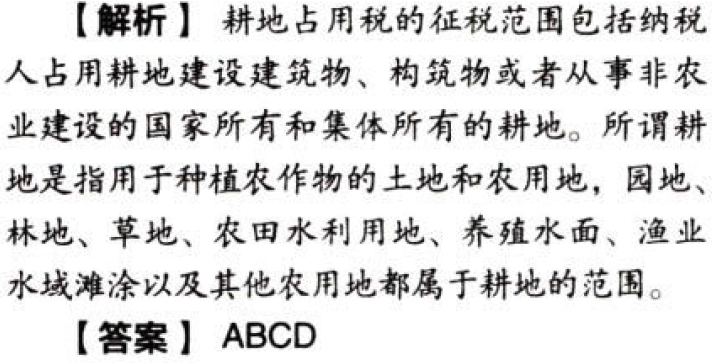 【解析】 耕地占用税的征税范围包括纳税
人占用耕地建设建筑物、构筑物或者从事非农
业建设的国家所有和集体所有的耕地。所谓耕
地是指用于种植农作物的土地和农用地，园地、
林地、草地、农田水利用地、养殖水面、渔业
水域滩涂以及其他农用地都属于耕地的范围。
【答案】 ABCD